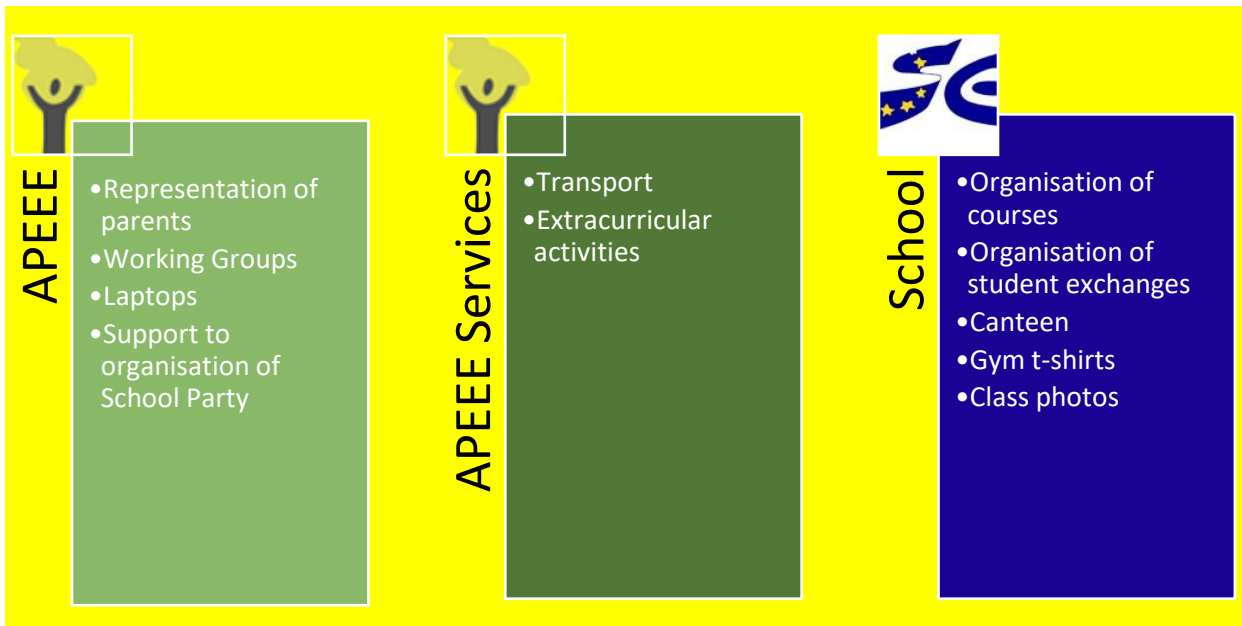 APEEE
•Representation of
parents
•Working Groups
•Laptops
•Support to
organisation of
School Party
APEEE Services
•Transport
•Extracurricular
activities
School
•Organisation of
courses
•Organisation of
student exchanges
•Canteen
•Gym t-shirts
•Class photos